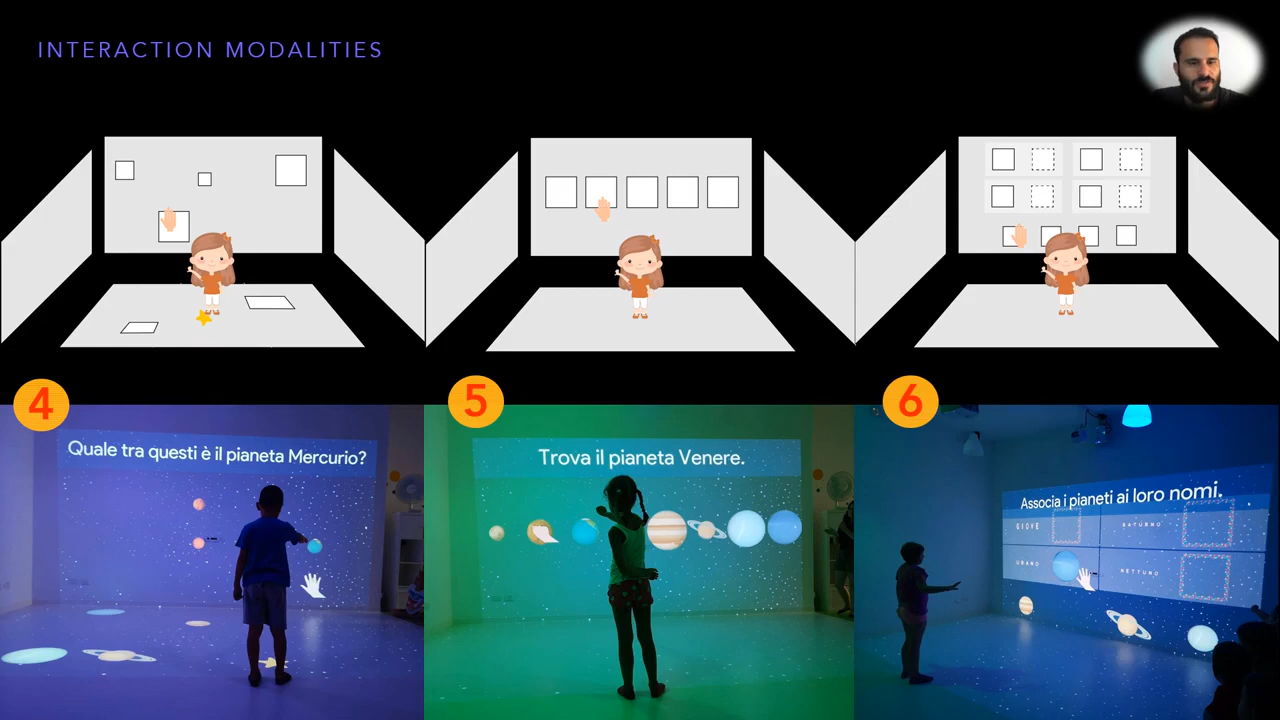 INTERACTION MODALITIES
4
5
6
Quale tra questi è il pianeta Mercurio?
Trova il pianeta Venere.
Associa i pianeti ai loro nomi.
GIOVE
SATURNO
URANO
NETTUNO